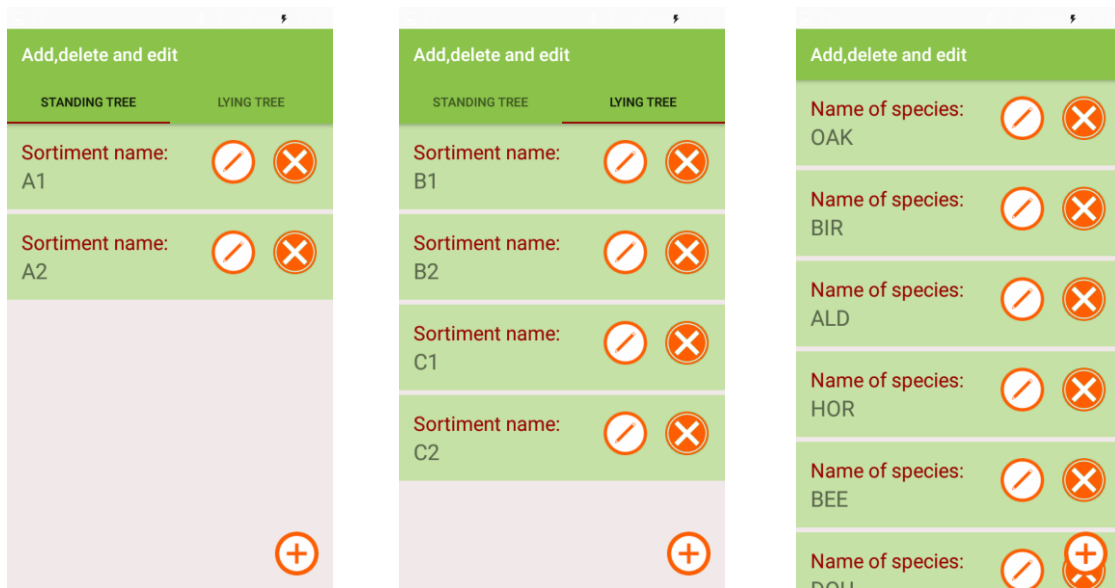 Add,delete and edit
STANDING TREE LYING TREE
Sortiment name:
A1
Sortiment name:
A2
Add,delete and edit
STANDING TREE LYING TREE
Sortiment name:
B1
Sortiment name:
B2
Sortiment name:
C1
Sortiment name:
C2
Add,delete and edit
Name of species:
OAK
Name of species:
BIR
Name of species:
ALD
Name of species:
HOR
Name of species:
BEE
Name of species: